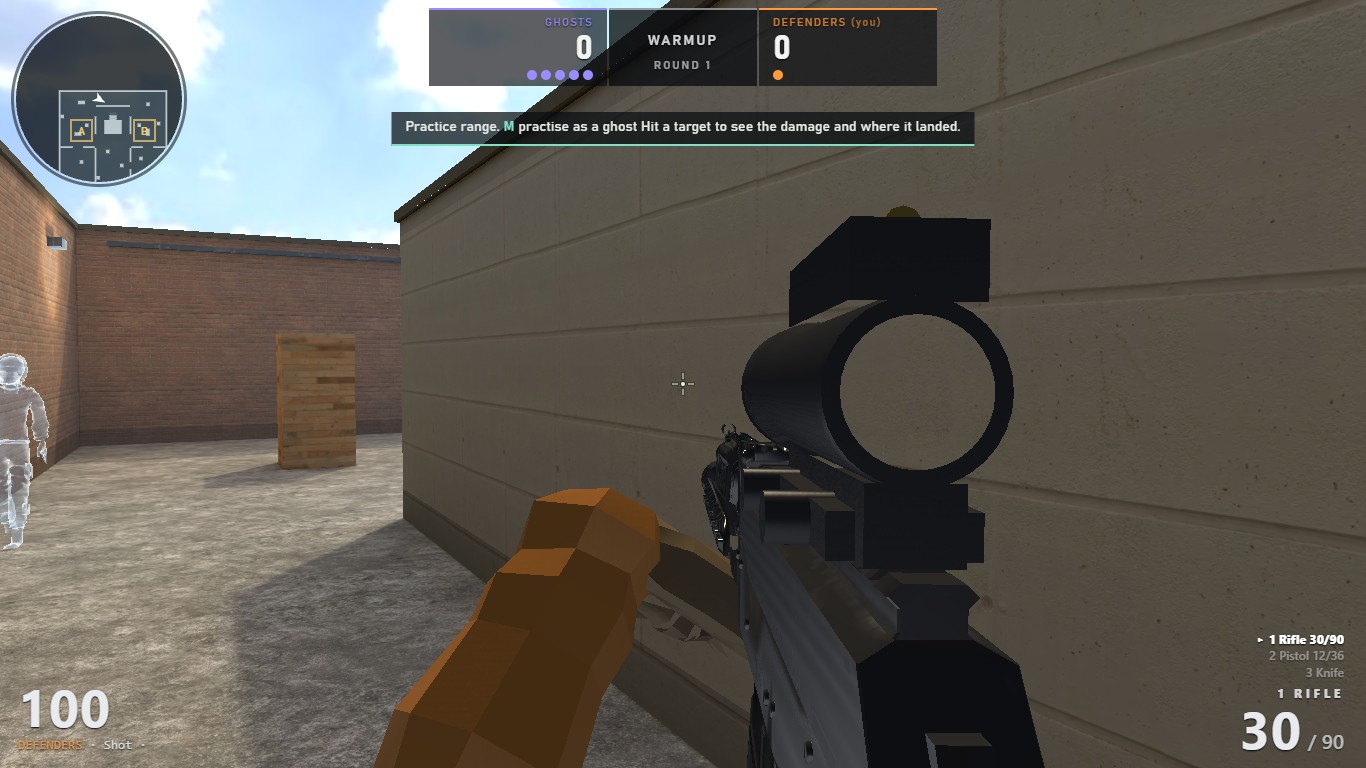 GHOSTS
0
WARMUP
ROUND 1
DEFENDERS (you)
0
Practice range. M practise as a ghost Hit a target to see the damage and where it landed.
A
B
▸ 1 Rifle 30/90
2 Pistol 12/36
3 Knife
1 RIFLE
30 / 90
100
DEFENDERS · Shot ·